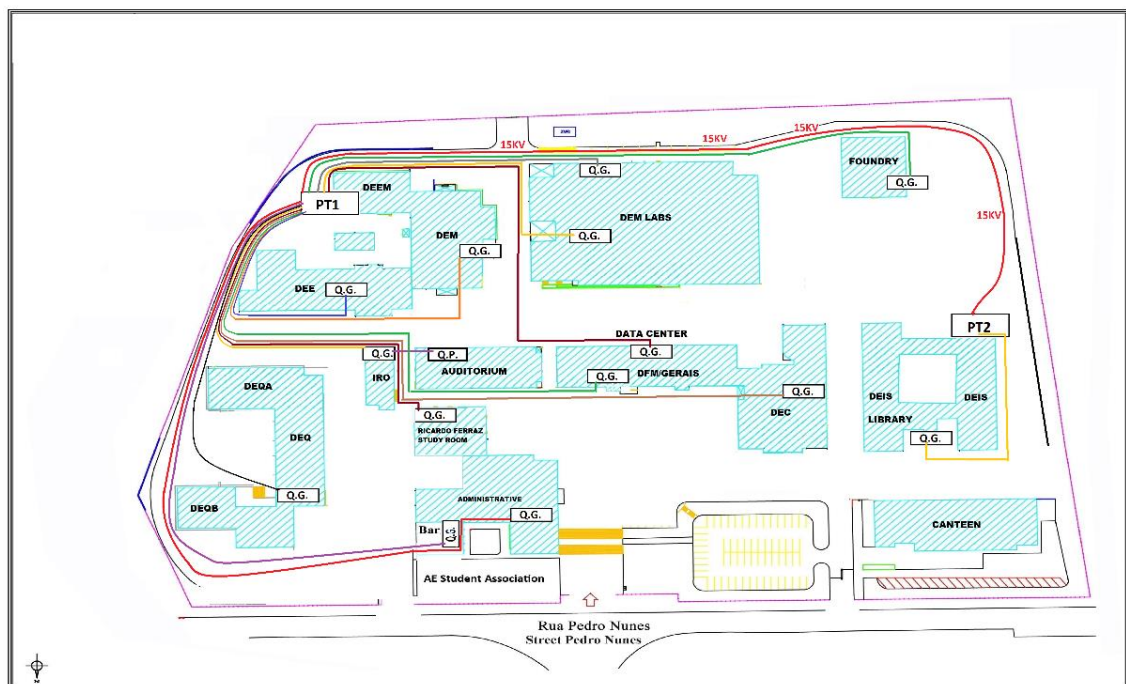 15KV
15KV
15KV
FOUNDRY
Q.G.
Q.G.
DEEM
PT1
DEM LABS
15KV
DEM
Q.G.
Q.G.
DEE
Q.G.
PT2
DATA CENTER
Q.G.
Q.P.
Q.G.
AUDITORIUM
DFM/GERAIS
Q.G.
IRO
DEQA
Q.G.
DEIS
DEIS
DEC
Q.G.
LIBRARY
RICARDO FERRAZ
STUDY ROOM
DEQ
Q.G.
Q.G.
ADMINISTRATIVE
DEQB
Q.G.
CANTEEN
Bar
Q.S.
AE Student Association
Rua Pedro Nunes
Street Pedro Nunes
N